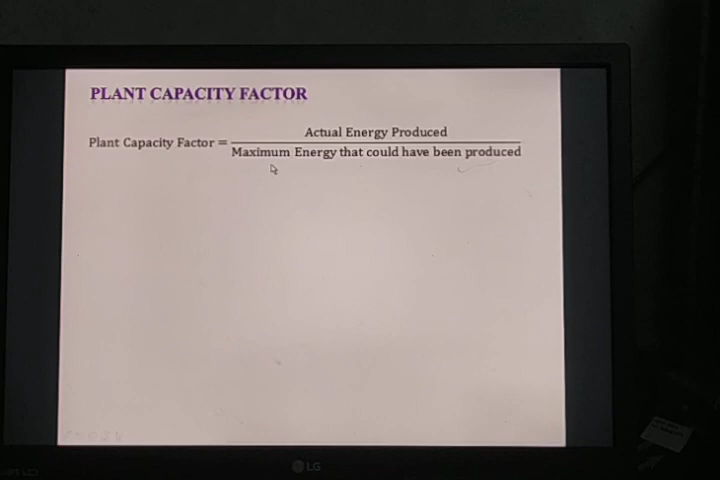 PLANT CAPACITY FACTOR
Plant Capacity Factor = Actual Energy Produced
Maximum Energy that could have been produced
LG